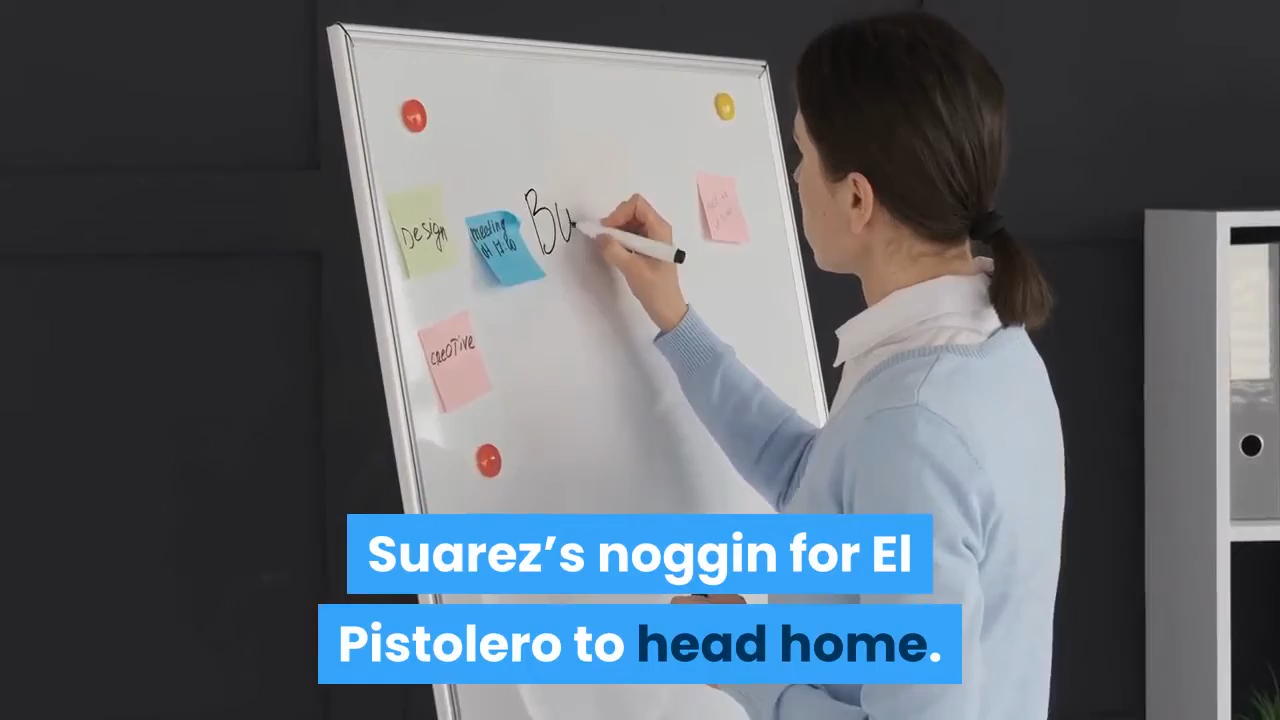 Design
meeting
Bu
creative
Suarez's noggin for El
Pistolero to head home.